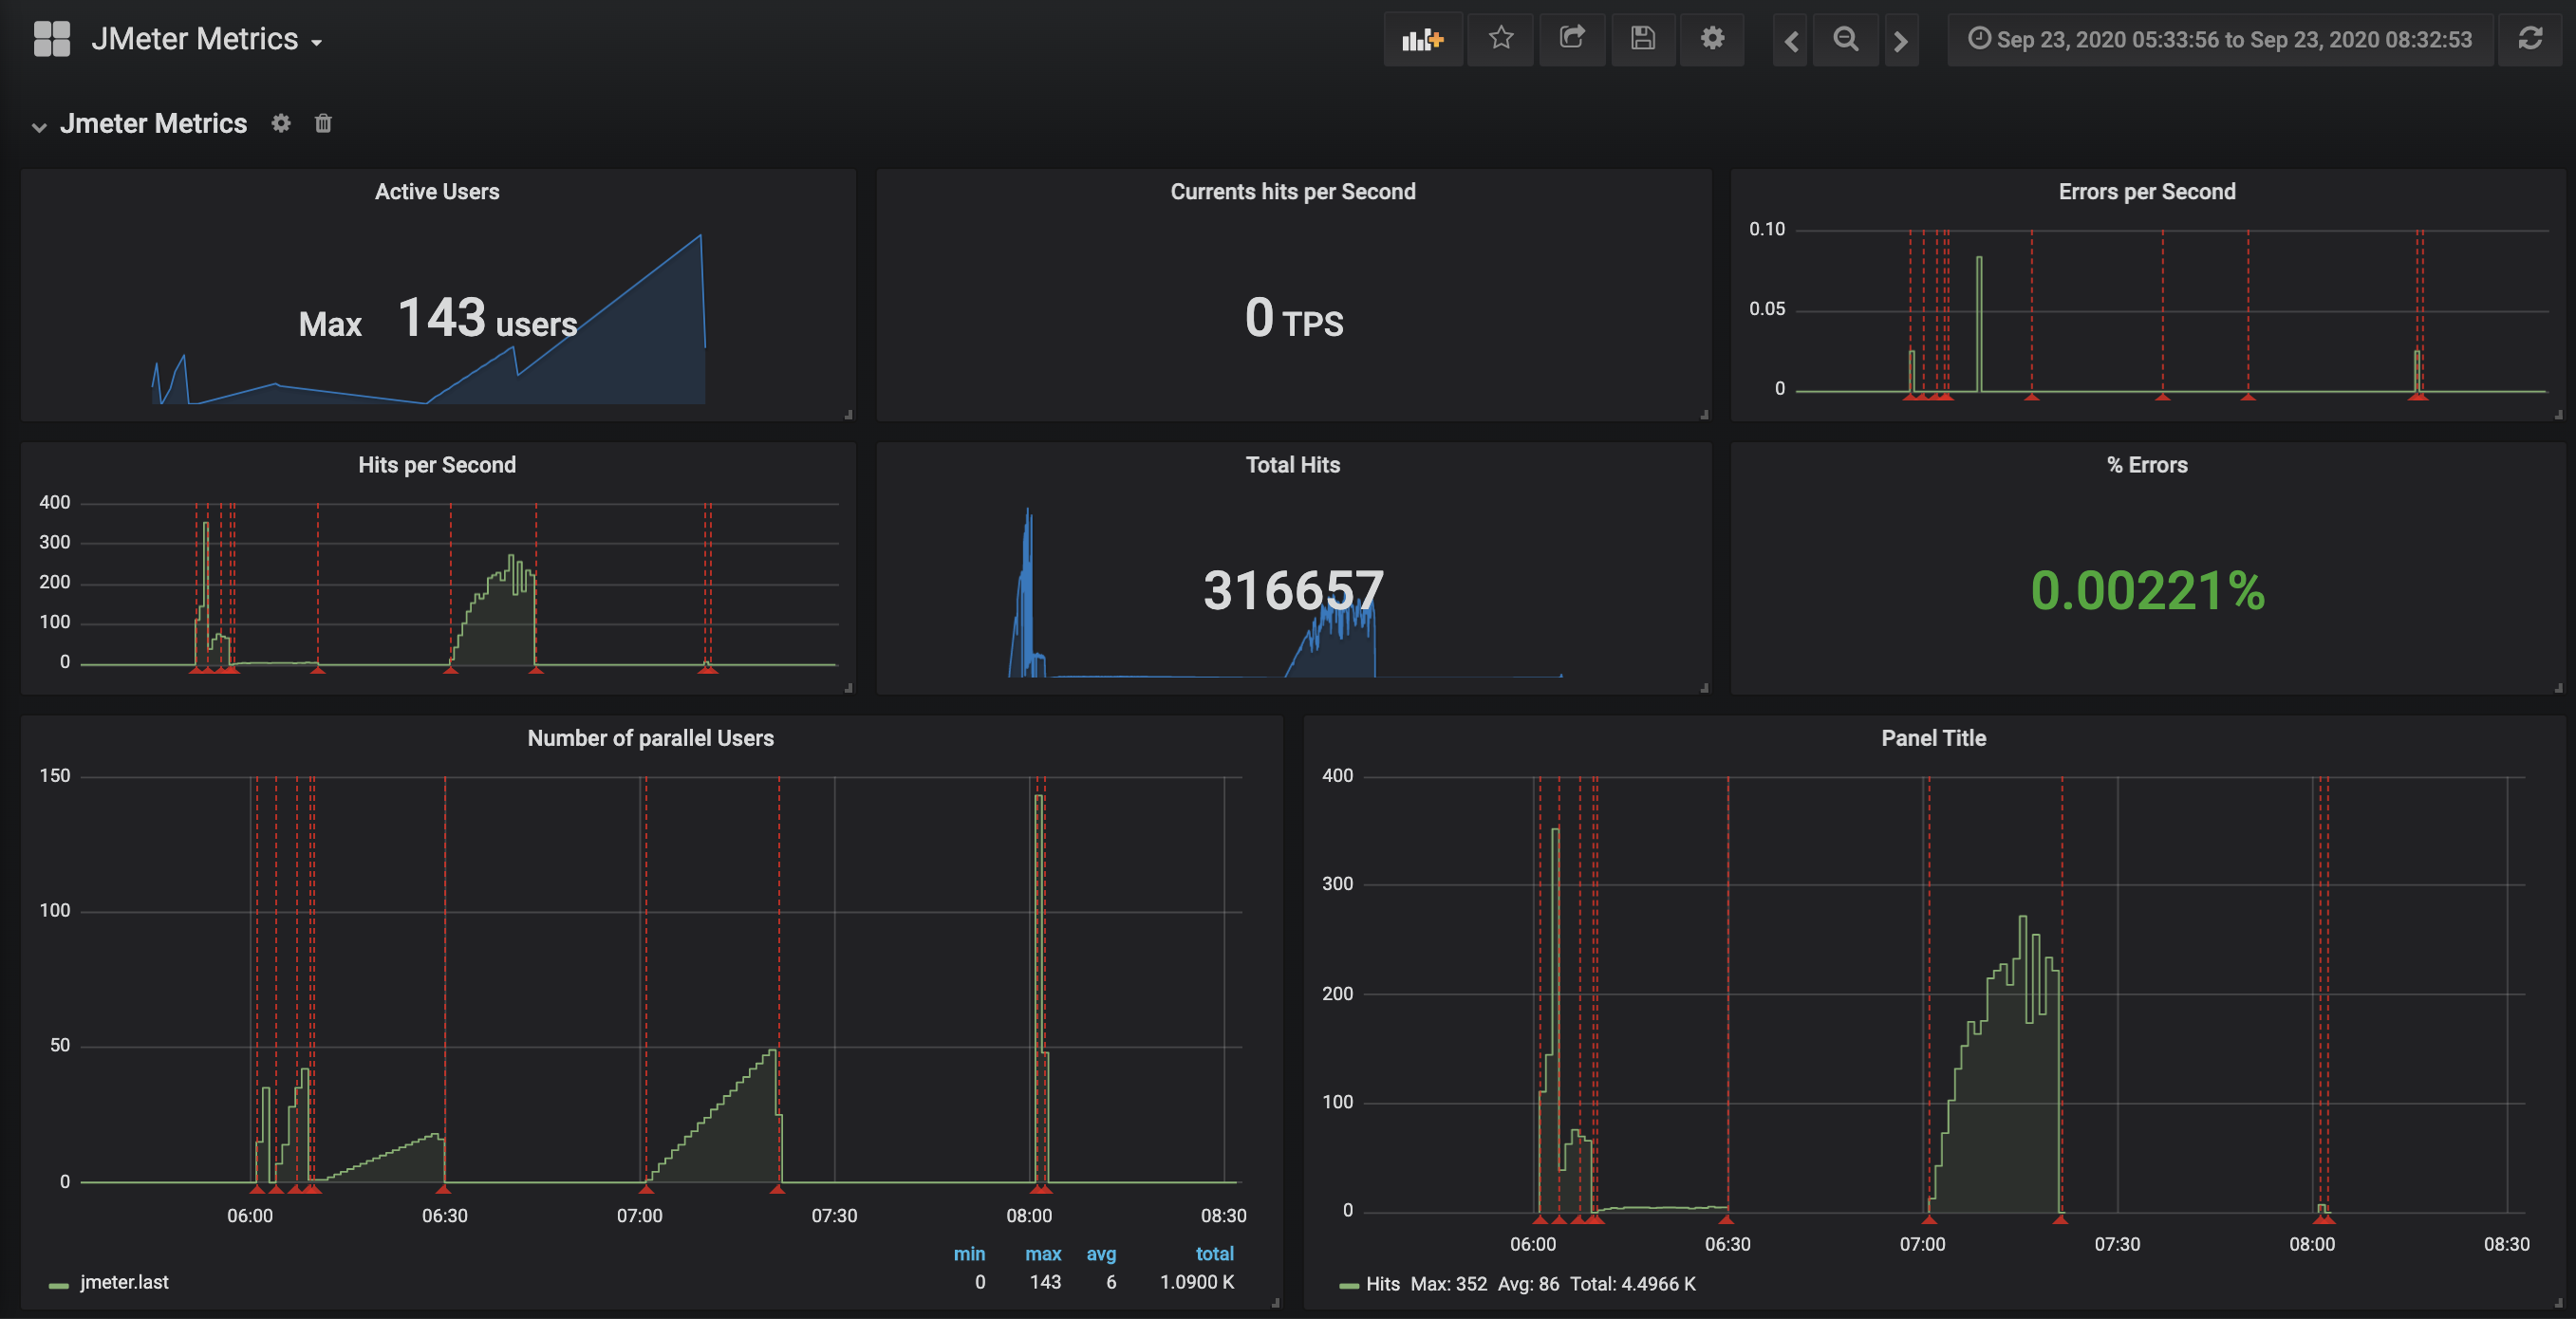 JMeter Metrics
Sep 23, 2020 05:33:56 to Sep 23, 2020 08:32:53
Jmeter Metrics
Active Users
Max 143 users
Currents hits per Second
0 TPS
Errors per Second
0.10
0.05
0
Hits per Second
400
300
200
100
0
Total Hits
316657
% Errors
0.00221%
Number of parallel Users
150
100
50
0
06:00 06:30 07:00 07:30 08:00 08:30
min max avg total
jmeter.last 0 143 6 1.0900 K
Panel Title
400
300
200
100
0
06:00 06:30 07:00 07:30 08:00 08:30
Hits Max: 352 Avg: 86 Total: 4.4966 K